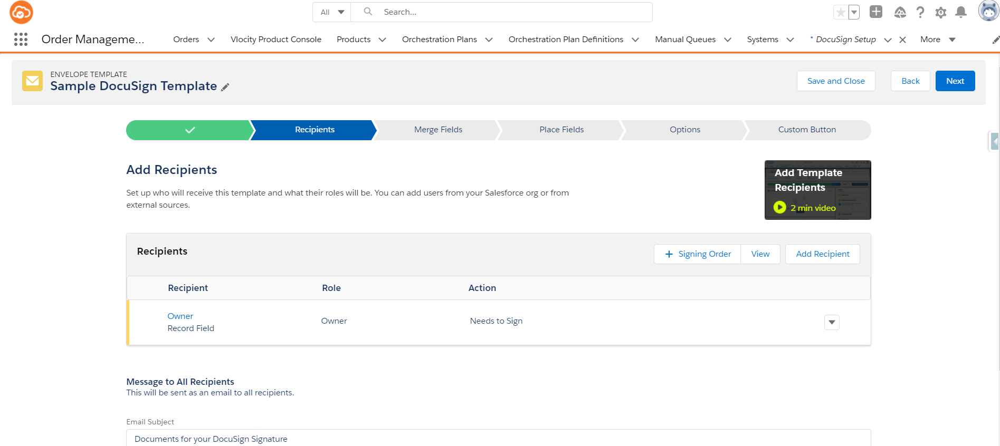 All
Search...
Order Manageme...
Orders
Vlocity Product Console
Products
Orchestration Plans
Orchestration Plan Definitions
Manual Queues
Systems
* DocuSign Setup
More
ENVELOPE TEMPLATE
Sample DocuSign Template
Save and Close
Back
Next
Recipients
Merge Fields
Place Fields
Options
Custom Button
Add Recipients
Set up who will receive this template and what their roles will be. You can add users from your Salesforce org or from
external sources.
Add Template
Recipients
2 min video
Recipients
+ Signing Order
View
Add Recipient
Recipient
Role
Action
Owner
Record Field
Owner
Needs to Sign
Message to All Recipients
This will be sent as an email to all recipients.
Email Subject
Documents for your DocuSign Signature